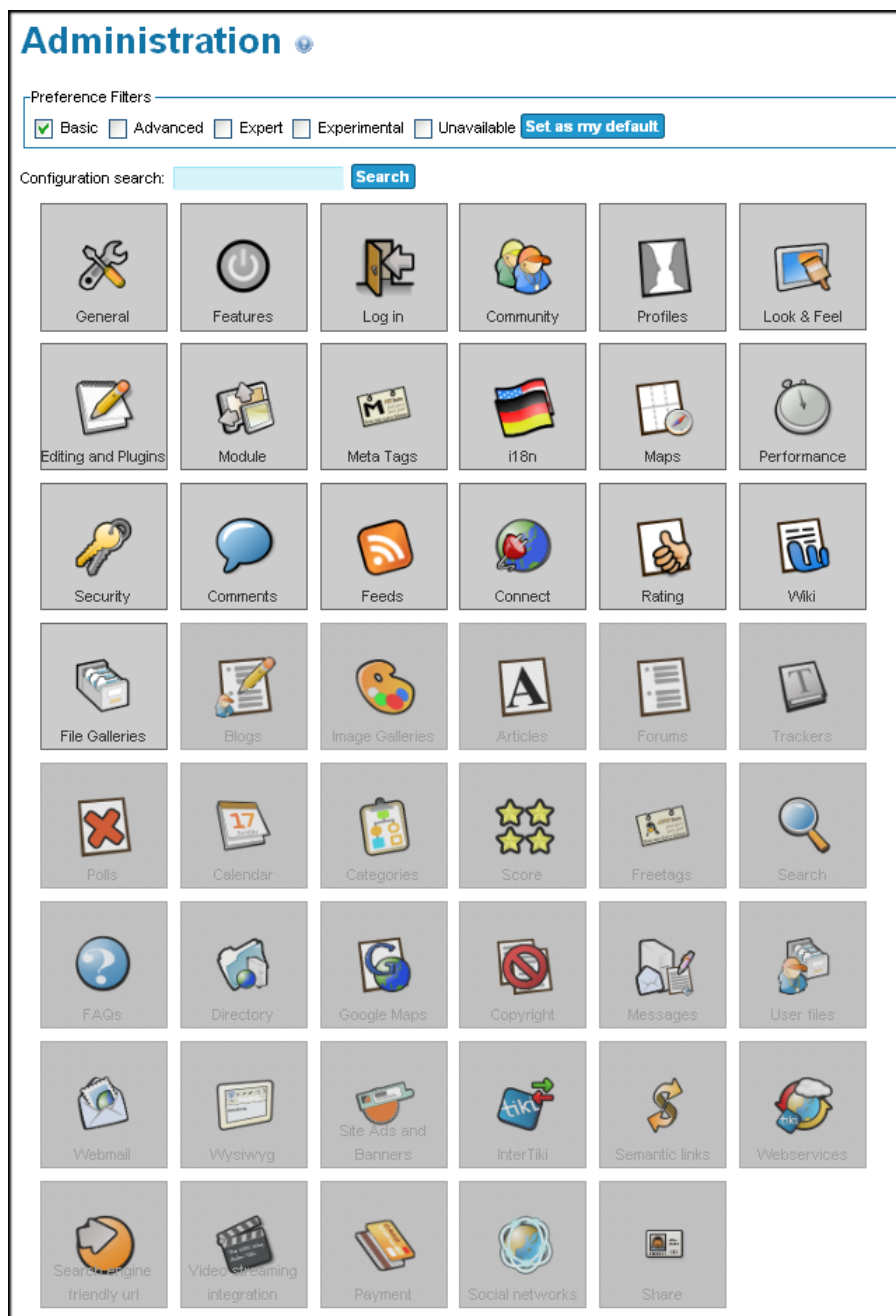 Administration
Preference Filters
Basic Advanced Expert Experimental Unavailable Set as my default
Configuration search: Search
General Features Log in Community Profiles Look & Feel
Editing and Plugins Module Meta Tags i18n Maps Performance
Security Comments Feeds Connect Rating Wiki
File Galleries Blogs Image Galleries Articles Forums Trackers
17
Polls Calendar Categories Score Freetags Search
FAQs Directory Google Maps Copyright Messages User files
tiki
tiki
Webmail Wysiwyg Site Ads and Banners InterTiki Semantic links Webservices
Search engine friendly url Video streaming integration Payment Social networks Share